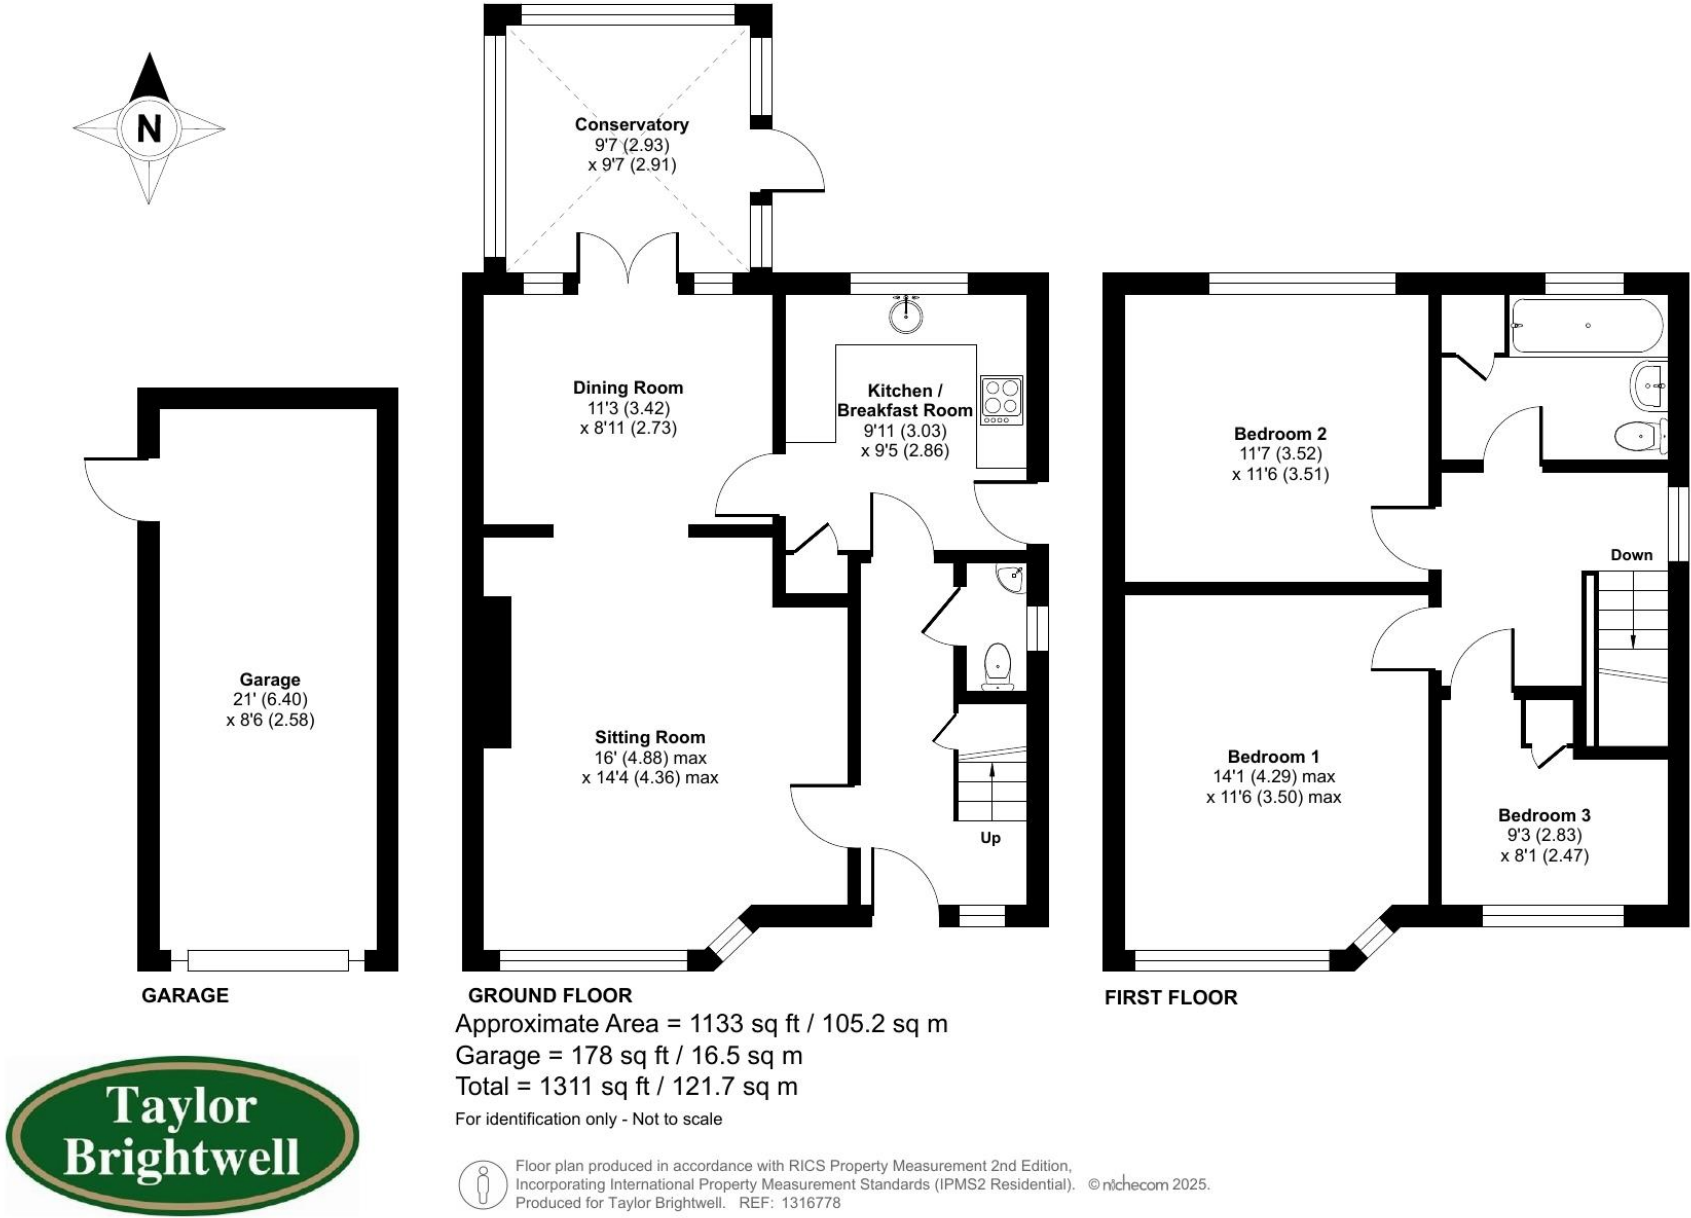 N
Conservatory
9'7 (2.93)
x 9'7 (2.91)
Dining Room
11'3 (3.42)
x 8'11 (2.73)
Kitchen /
Breakfast Room
9'11 (3.03)
x 9'5 (2.86)
Bedroom 2
11'7 (3.52)
x 11'6 (3.51)
Down
Garage
21' (6.40)
x 8'6 (2.58)
Sitting Room
16' (4.88) max
x 14'4 (4.36) max
Up
Bedroom 1
14'1 (4.29) max
x 11'6 (3.50) max
Bedroom 3
9'3 (2.83)
x 8'1 (2.47)
GARAGE
GROUND FLOOR
FIRST FLOOR
Approximate Area = 1133 sq ft / 105.2 sq m
Garage = 178 sq ft / 16.5 sq m
Total = 1311 sq ft / 121.7 sq m
For identification only - Not to scale
Taylor
Brightwell
Floor plan produced in accordance with RICS Property Measurement 2nd Edition,
Incorporating International Property Measurement Standards (IPMS2 Residential). © nichecom 2025.
Produced for Taylor Brightwell. REF: 1316778